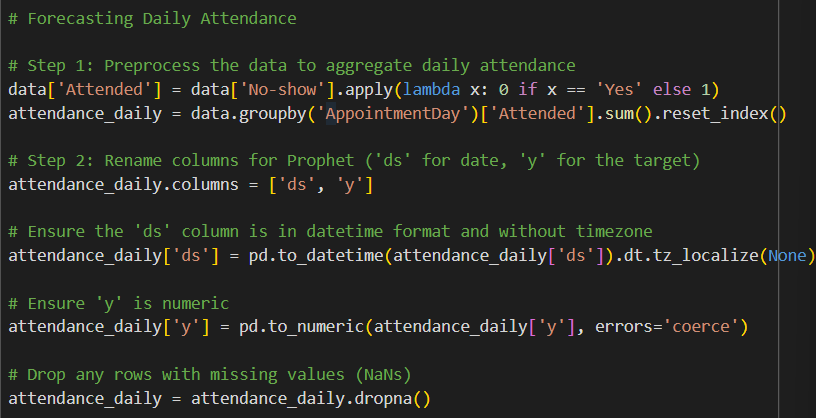 # Forecasting Daily Attendance
# Step 1: Preprocess the data to aggregate daily attendance
data['Attended'] = data['No-show'].apply(lambda x: 0 if x == 'Yes' else 1)
attendance_daily = data.groupby('AppointmentDay')['Attended'].sum().reset_index()
# Step 2: Rename columns for Prophet ('ds' for date, 'y' for the target)
attendance_daily.columns = ['ds', 'y']
# Ensure the 'ds' column is in datetime format and without timezone
attendance_daily['ds'] = pd.to_datetime(attendance_daily['ds']).dt.tz_localize(None)
# Ensure 'y' is numeric
attendance_daily['y'] = pd.to_numeric(attendance_daily['y'], errors='coerce')
# Drop any rows with missing values (NaNs)
attendance_daily = attendance_daily.dropna()